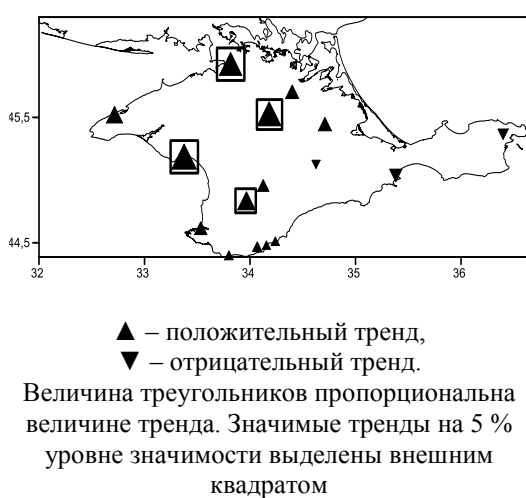 45,5
44,5
32 33 34 35 36
▲ – положительный тренд,
▼ – отрицательный тренд.
Величина треугольников пропорциональна
величине тренда. Значимые тренды на 5 %
уровне значимости выделены внешним
квадратом